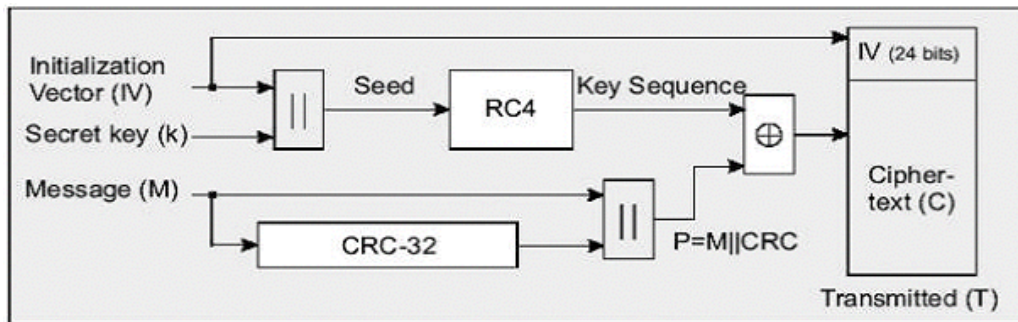 IV (24 bits)
Initialization
Vector (IV)
||
Seed
RC4
Key Sequence
⊕
Secret key (k)
Message (M)
Cipher-
text (C)
||
CRC-32
P=M||CRC
Transmitted (T)